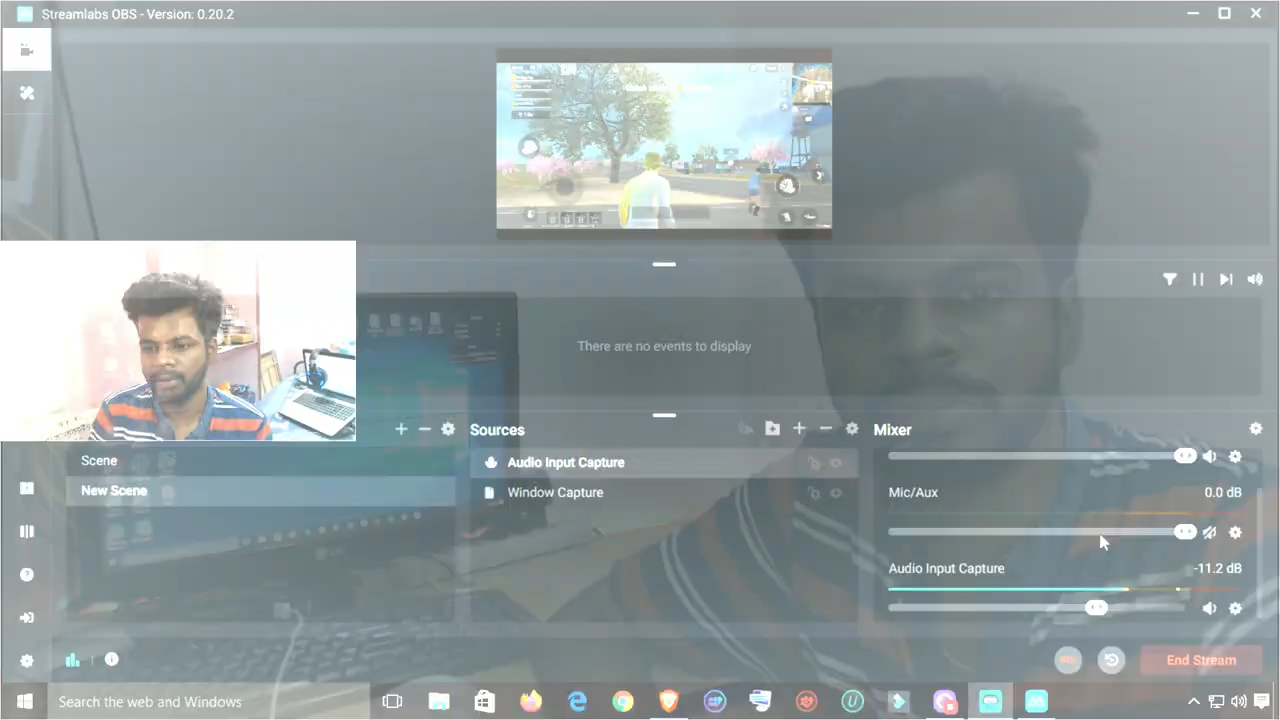 Streamlabs OBS - Version: 0.20.2
There are no events to display
Sources
Mixer
Scene
New Scene
Audio Input Capture
Window Capture
Mic/Aux
0.0 dB
Audio Input Capture
-11.2 dB
End Stream
Search the web and Windows